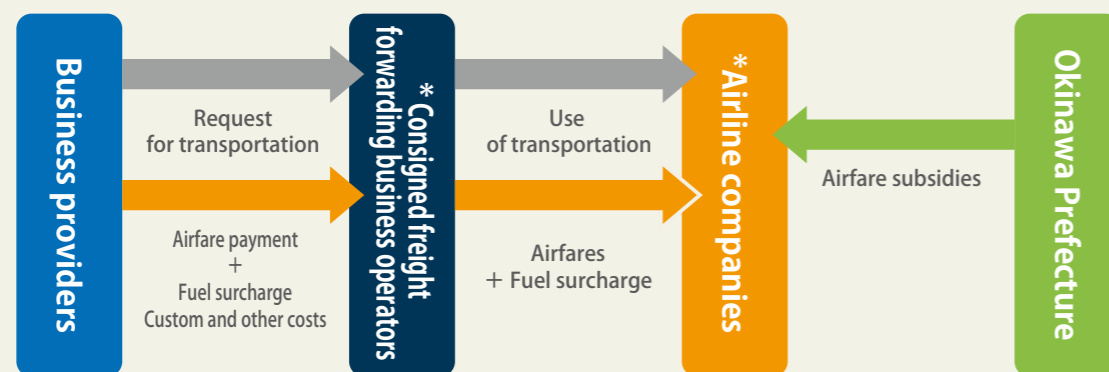 Business providers
Request
for transportation
Airfare payment
+
Fuel surcharge
Custom and other costs
*Consigned freight
forwarding business operators
Use
of transportation
Airfares
+ Fuel surcharge
*Airline companies
Airfare subsidies
Okinawa Prefecture